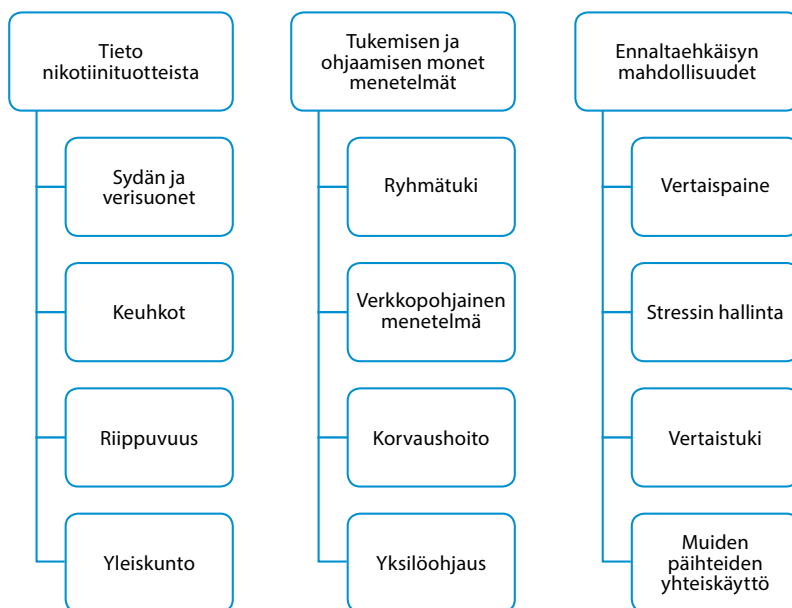 Tieto
nikotiinituotteista
Sydän ja
verisuonet
Keuhkot
Riippuvuus
Yleiskunto
Tukemisen ja
ohjaamisen monet
menetelmät
Ryhmätuki
Verkkopohjainen
menetelmä
Korvaushoito
Yksilöohjaus
Ennaltaehkäisyn
mahdollisuudet
Vertaispaine
Stressin hallinta
Vertaistuki
Muiden
päihteiden
yhteiskäyttö